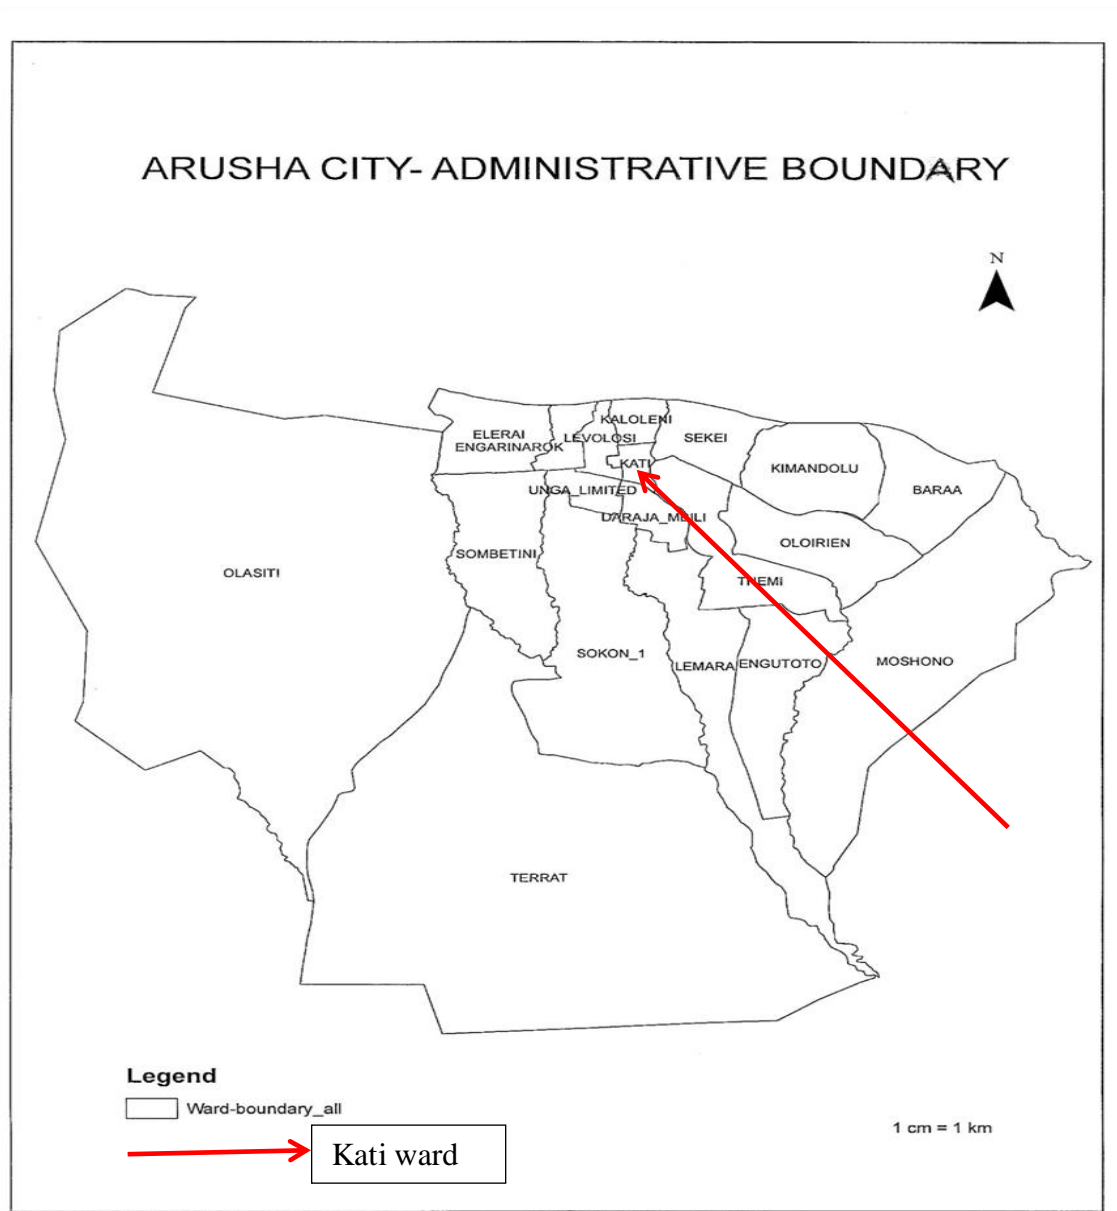 ARUSHA CITY- ADMINISTRATIVE BOUNDARY
N
KALOLENI
ELERAI
LEVOLOSI
SEKEI
ENGARINAROK
KATI
KIMANDOLU
UNGA_LIMITED
BARAA
DARAJA_MBILI
OLOIRIEN
SOMBETINI
OLASITI
THEMI
SOKON_1
LEMARA
ENGUTOTO
MOSHONO
TERRAT
Legend
Ward-boundary_all
1 cm = 1 km
Kati ward